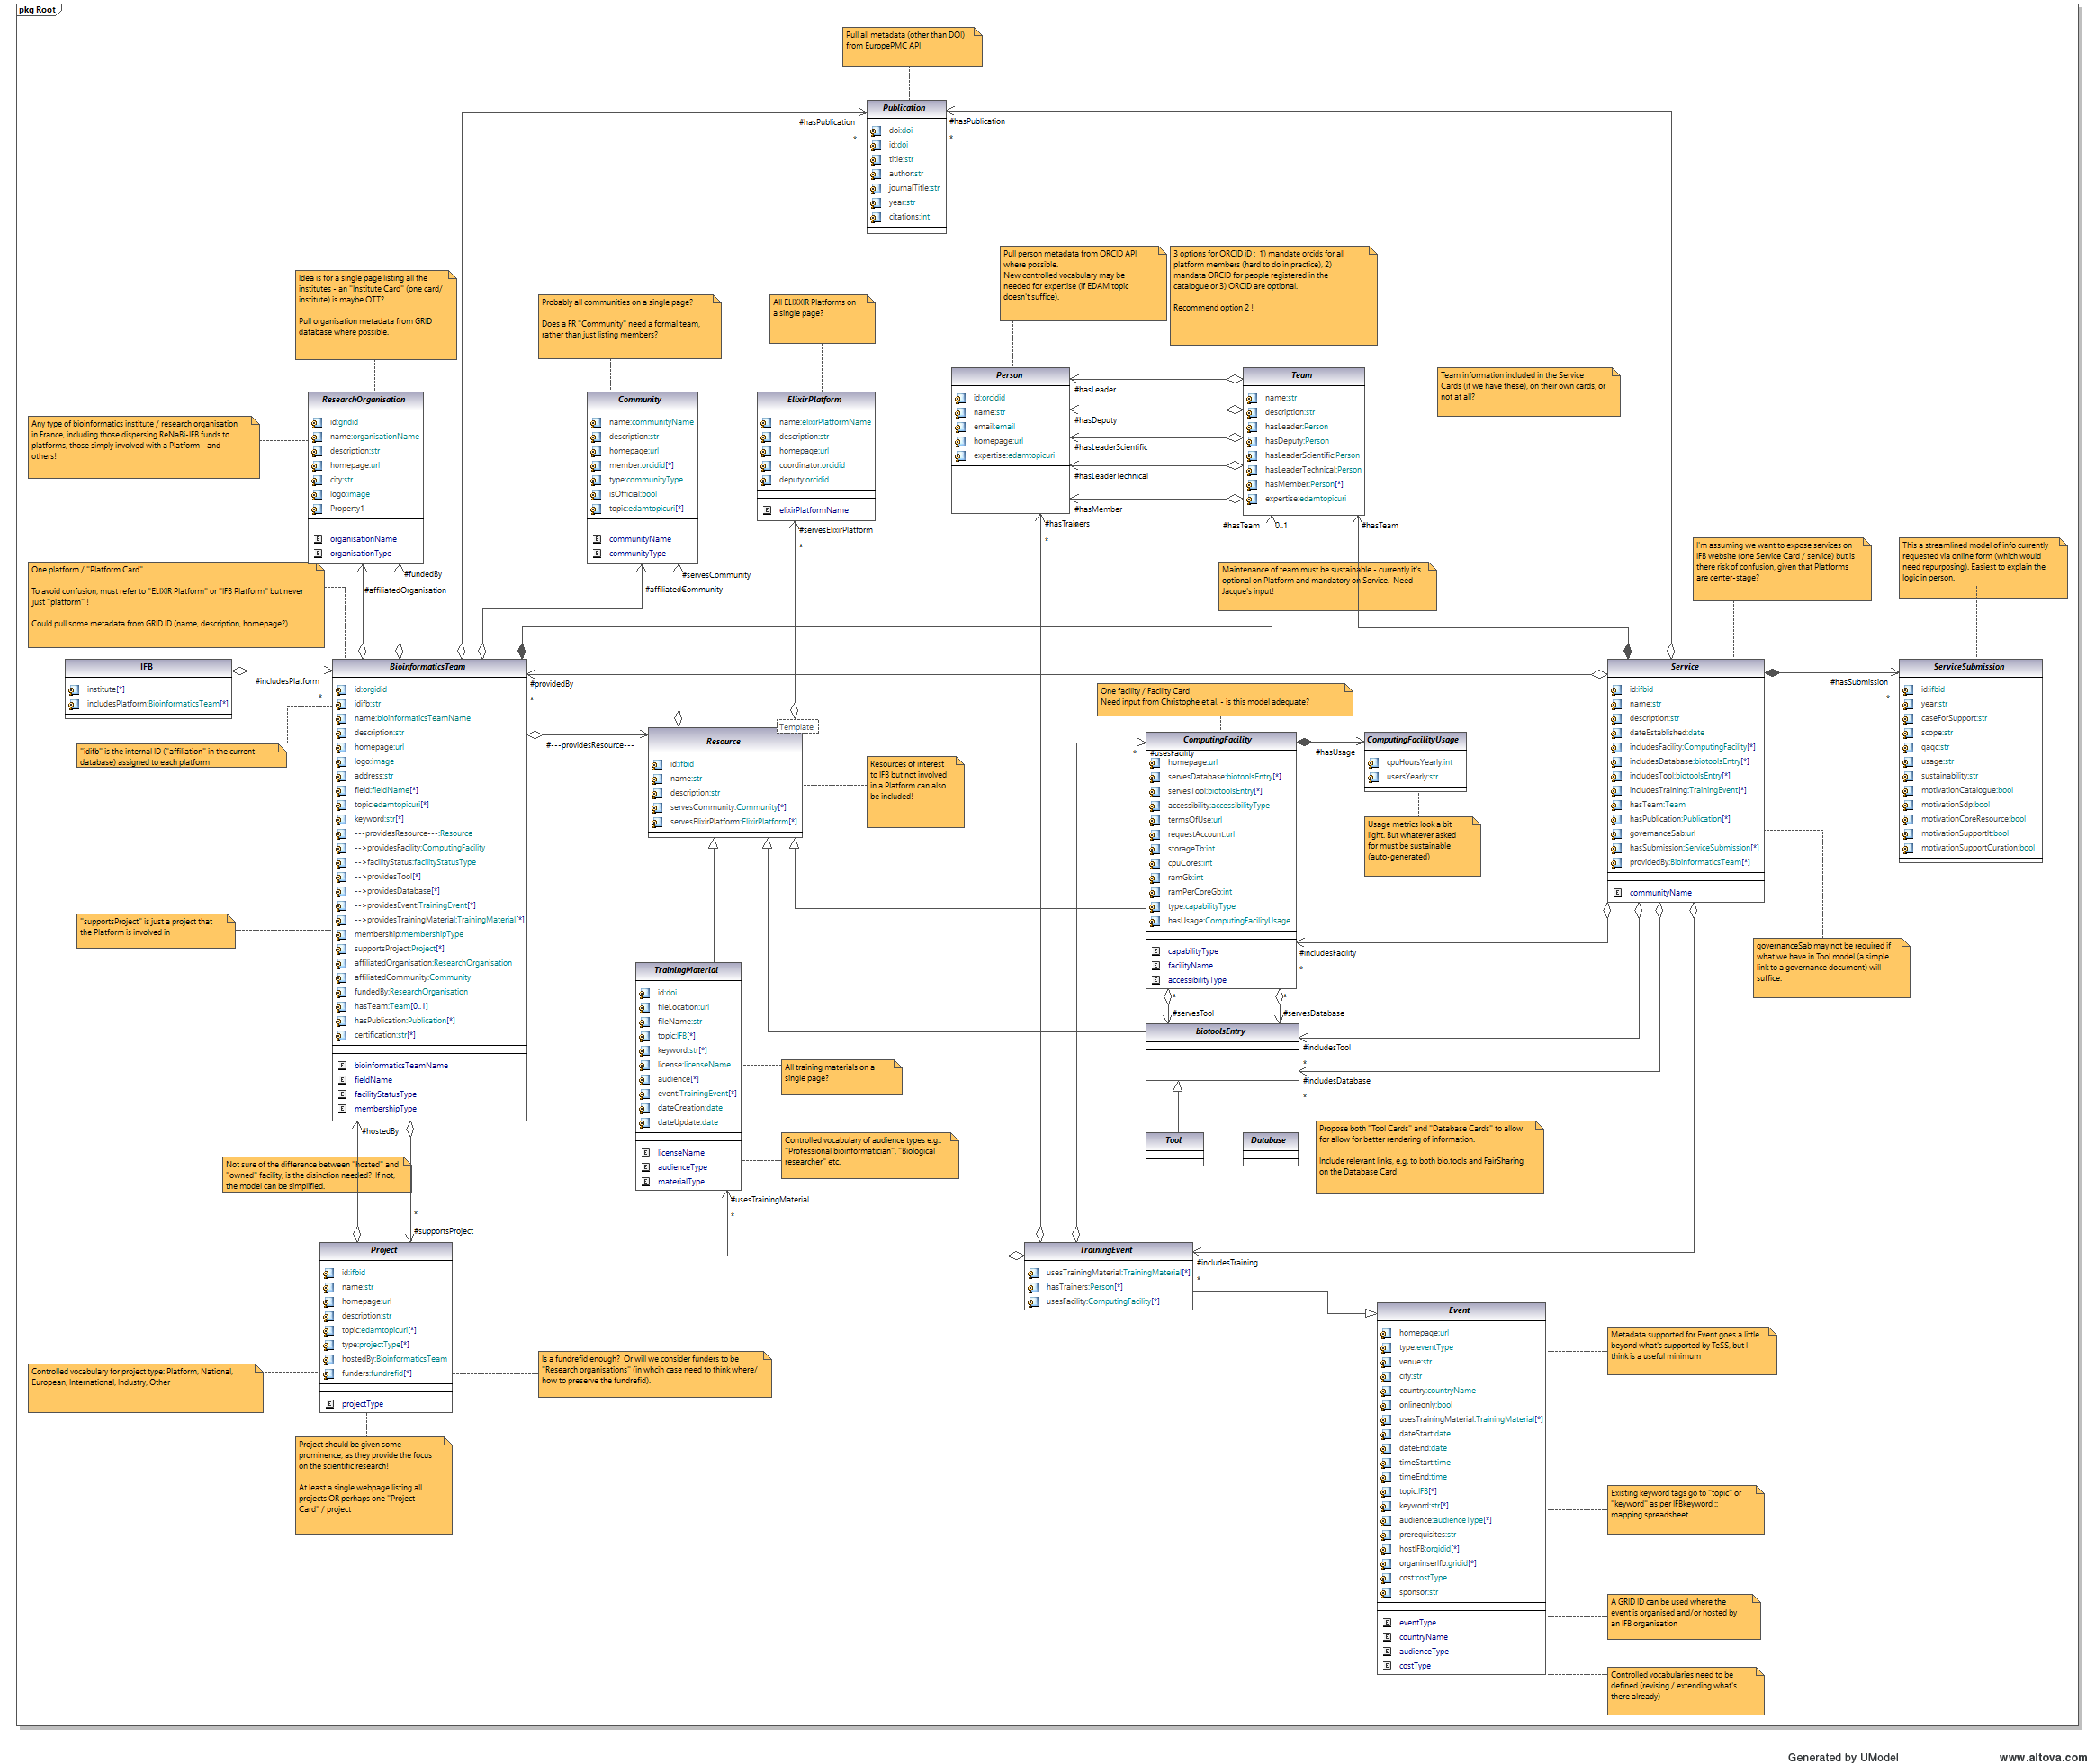 pkg Root
Pull all metadata (other than DOI)
from EuropePMC API
Publication
doi:doi
id:doi
title:str
author:str
journalTitle:str
year:str
citations:int
#hasPublication
*
#hasPublication
*
Idea is for a single page listing all the
institutes - an "Institute Card" (one card/
institute) is maybe OTT?
Pull organisation metadata from GRID
database where possible.
Probably all communities on a single page?
Does a FR "Community" need a formal team,
rather than just listing members?
All ELIXXIR Platforms on
a single page?
Pull person metadata from ORCID API
where possible.
New controlled vocabulary may be
needed for expertise (if EDAM topic
doesn't suffice).
3 options for ORCID iD : 1) mandate orcids for all
platform members (hard to do in practice), 2)
mandata ORCID for people registered in the
catalogue or 3) ORCID are optional.
Recommend option 2 !
Any type of bioinformatics institute / research organisation
in France, including those dispersing ReNaBi-IFB funds to
platforms, those simply involved with a Platform - and
others!
ResearchOrganisation
id:gridid
name:organisationName
description:str
homepage:url
city:str
logo:image
Property1
organisationName
organisationType
Community
name:communityName
description:str
homepage:url
member:orcidid[*]
type:communityType
isOfficial:bool
topic:edamtopicuri[*]
communityName
communityType
ElixirPlatform
name:elixirPlatformName
description:str
homepage:url
coordinator:orcidid
deputy:orcidid
elixirPlatformName
Person
id:orcidid
name:str
email:email
homepage:url
expertise:edamtopicuri
#hasLeader
#hasDeputy
#hasLeaderScientific
#hasLeaderTechnical
#hasMember
Team
name:str
description:str
hasLeader:Person
hasDeputy:Person
hasLeaderScientific:Person
hasLeaderTechnical:Person
hasMember:Person[*]
expertise:edamtopicuri
Team information included in the Service
Cards (if we have these), on their own cards, or
not at all?
#hasTeam
0..1
#hasTeam
#hasTrainers
*
#servesElixirPlatform
*
#servesCommunity
*
#affiliatedCommunity
#fundedBy
#affiliatedOrganisation
One platform / "Platform Card".
To avoid confusion, must refer to "ELIXIR Platform" or "IFB Platform" but never
just "platform" !
Could pull some metadata from GRID ID (name, description, homepage?)
Maintenance of team must be sustainable - currently it's
optional on Platform and mandatory on Service. Need
Jacque's input!
I'm assuming we want to expose services on
IFB website (one Service Card / service) but is
there risk of confusion, given that Platforms
are center-stage?
This a streamlined model of info currently
requested via online form (which would
need repurposing). Easiest to explain the
logic in person.
IFB
institute[*]
includesPlatform:BioinformaticsTeam[*]
#includesPlatform
*
"idifb" is the internal ID ("affiliation" in the current
database) assigned to each platform
"supportsProject" is just a project that
the Platform is involved in
BioinformaticsTeam
id:orgidid
idifb:str
name:bioinformaticsTeamName
description:str
homepage:url
logo:image
address:str
field:fieldName[*]
topic:edamtopicuri[*]
keyword:str[*]
---providesResource---:Resource
-->providesFacility:ComputingFacility
-->facilityStatus:facilityStatusType
-->providesTool[*]
-->providesDatabase[*]
-->providesEvent:TrainingEvent[*]
-->providesTrainingMaterial:TrainingMaterial[*]
membership:membershipType
supportsProject:Project[*]
affiliatedOrganisation:ResearchOrganisation
affiliatedCommunity:Community
fundedBy:ResearchOrganisation
hasTeam:Team[0..1]
hasPublication:Publication[*]
certification:str[*]
bioinformaticsTeamName
fieldName
facilityStatusType
membershipType
#providedBy
*
#---providesResource---
Template
Resource
id:ifbid
name:str
description:str
servesCommunity:Community[*]
servesElixirPlatform:ElixirPlatform[*]
Resources of interest
to IFB but not involved
in a Platform can also
be included!
One facility / Facility Card
Need input from Christophe et al. - is this model adequate?
ComputingFacility
*
#usesFacility
homepage:url
servesDatabase:biotoolsEntry[*]
servesTool:biotoolsEntry[*]
accessibility:accessibilityType
termsOfUse:url
requestAccount:url
storageTb:int
cpuCores:int
ramGb:int
ramPerCoreGb:int
type:capabilityType
hasUsage:ComputingFacilityUsage
capabilityType
facilityName
accessibilityType
#hasUsage
ComputingFacilityUsage
cpuHoursYearly:int
usersYearly:str
Usage metrics look a bit
light. But whatever asked
for must be sustainable
(auto-generated)
Service
id:ifbid
name:str
description:str
dateEstablished:date
includesFacility:ComputingFacility[*]
includesDatabase:biotoolsEntry[*]
includesTool:biotoolsEntry[*]
includesTraining:TrainingEvent[*]
hasTeam:Team
hasPublication:Publication[*]
governanceSab:url
hasSubmission:ServiceSubmission[*]
providedBy:BioinformaticsTeam[*]
communityName
#hasSubmission
*
ServiceSubmission
id:ifbid
year:str
caseForSupport:str
scope:str
qaqc:str
usage:str
sustainability:str
motivationCatalogue:bool
motivationSdp:bool
motivationCoreResource:bool
motivationSupportIt:bool
motivationSupportCuration:bool
governanceSab may not be required if
what we have in Tool model (a simple
link to a governance document) will
suffice.
#includesFacility
*
*
*
#servesTool
#servesDatabase
TrainingMaterial
id:doi
fileLocation:url
fileName:str
topic:IFB[*]
keyword:str[*]
license:licenseName
audience[*]
event:TrainingEvent[*]
dateCreation:date
dateUpdate:date
licenseName
audienceType
materialType
All training materials on a
single page?
Controlled vocabulary of audience types e.g..
"Professional bioinformatician", "Biological
researcher" etc.
biotoolsEntry
#includesTool
*
#includesDatabase
*
Tool
Database
Propose both "Tool Cards" and "Database Cards" to allow
for allow for better rendering of information.
Include relevant links, e.g. to both bio.tools and FairSharing
on the Database Card
#hostedBy
Not sure of the difference between "hosted" and
"owned" facility, is the disinction needed? If not,
the model can be simplified.
*
#supportsProject
#usesTrainingMaterial
*
Project
id:ifbid
name:str
homepage:url
description:str
topic:edamtopicuri[*]
type:projectType[*]
hostedBy:BioinformaticsTeam
funders:fundrefid[*]
projectType
Controlled vocabulary for project type: Platform, National,
European, International, Industry, Other
Is a fundrefid enough? Or will we consider funders to be
"Research organisations" (in whcih case need to think where/
how to preserve the fundrefid).
Project should be given some
prominence, as they provide the focus
on the scientific research!
At least a single webpage listing all
projects OR perhaps one "Project
Card" / project
TrainingEvent
usesTrainingMaterial:TrainingMaterial[*]
hasTrainers:Person[*]
usesFacility:ComputingFacility[*]
#includesTraining
*
Event
homepage:url
type:eventType
venue:str
city:str
country:countryName
onlineonly:bool
usesTrainingMaterial:TrainingMaterial[*]
dateStart:date
dateEnd:date
timeStart:time
timeEnd:time
topic:IFB[*]
keyword:str[*]
audience:audienceType[*]
prerequisites:str
hostIFB:orgidid[*]
organinserIfb:gridid[*]
cost:costType
sponsor:str
eventType
countryName
audienceType
costType
Metadata supported for Event goes a little
beyond what's supported by TeSS, but I
think is a useful minimum
Existing keyword tags go to "topic" or
"keyword" as per IFBkeyword ::
mapping spreadsheet
A GRID ID can be used where the
event is organised and/or hosted by
an IFB organisation
Controlled vocabularies need to be
defined (revising / extending what's
there already)
Generated by UModel
www.altova.com